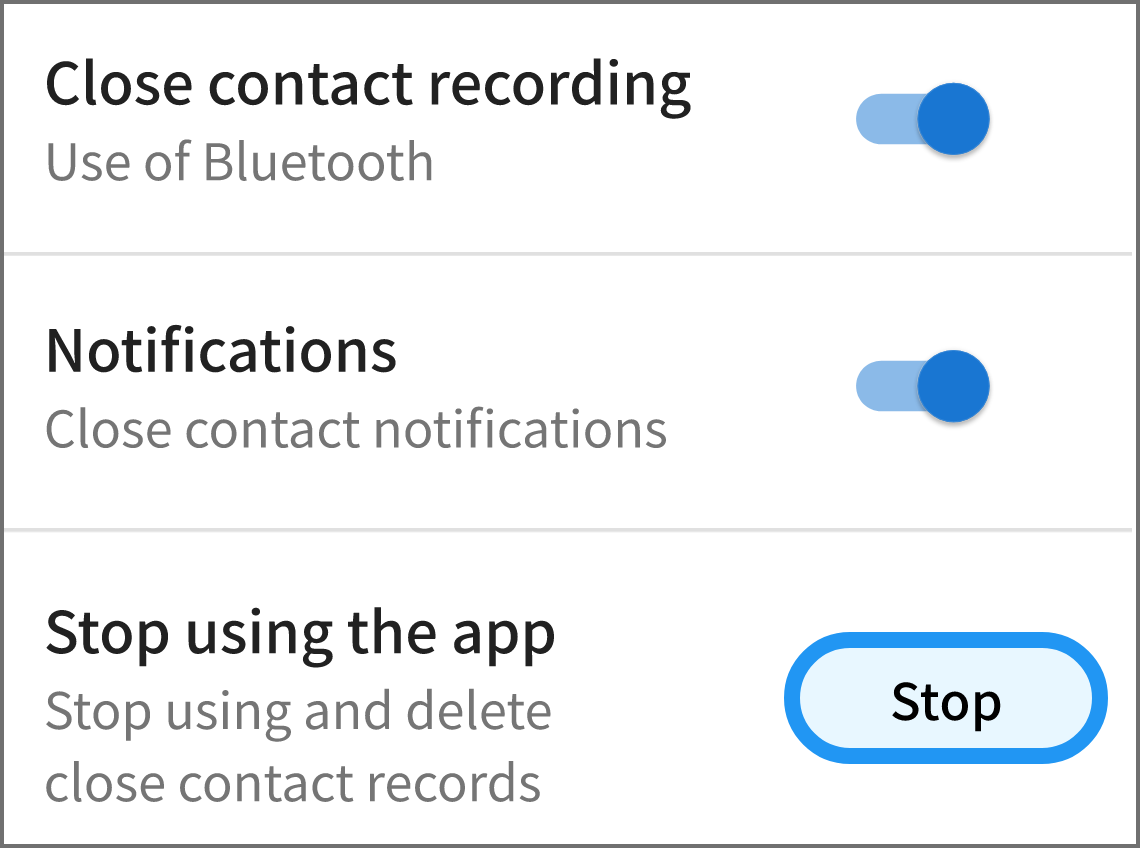 Close contact recording
Use of Bluetooth
Notifications
Close contact notifications
Stop using the app
Stop using and delete
close contact records
Stop